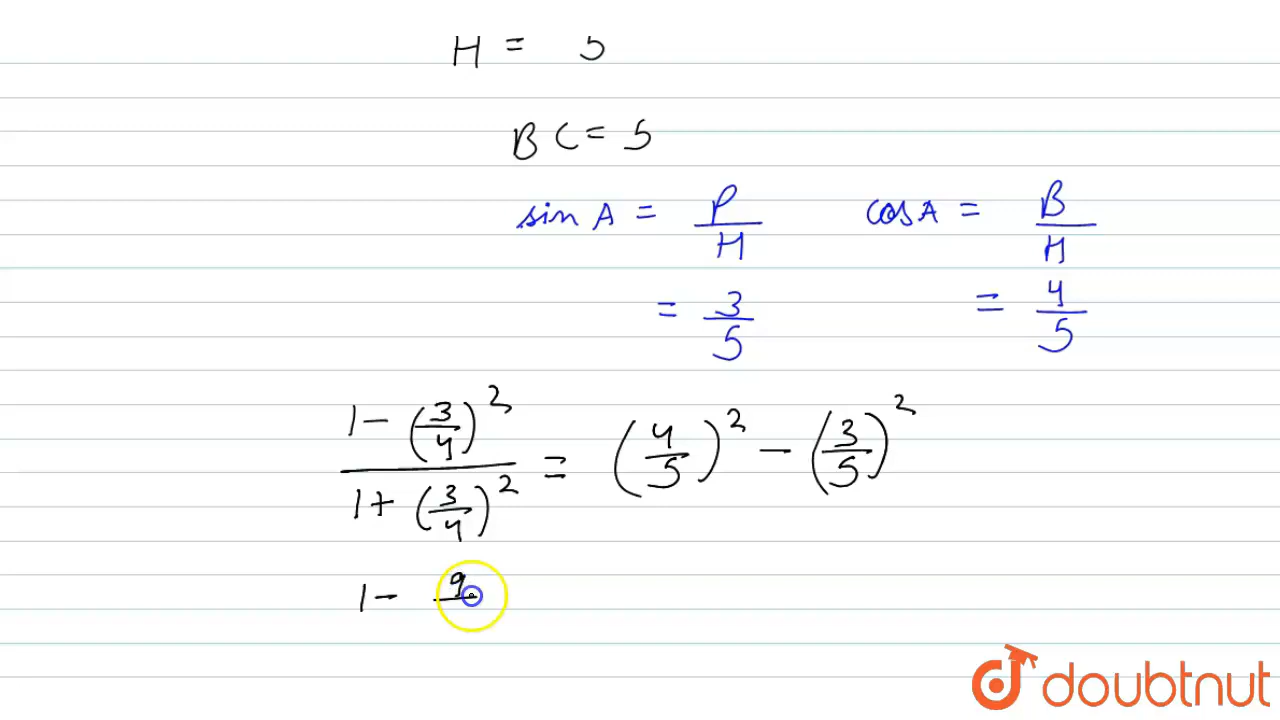 H = 5
BC = 5
sin A = P/H cos A = B/H
= 3/5 = 4/5
1 - (3/4)^2 / 1 + (3/4)^2 = (4/5)^2 - (3/5)^2
1 - 9/
doubtnut